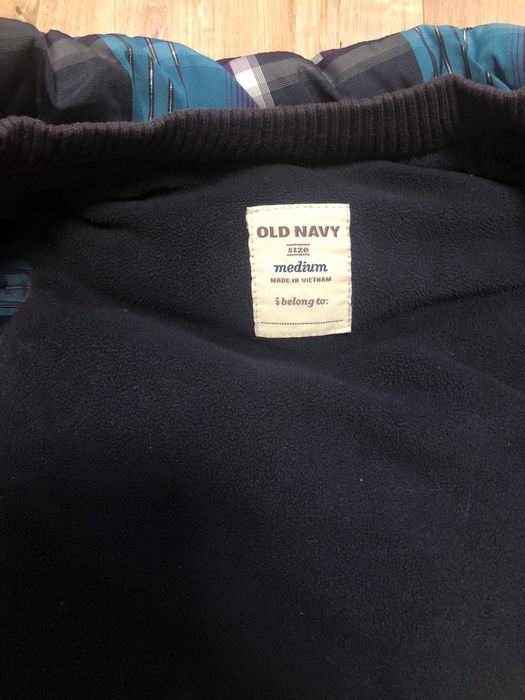 OLD NAVY
size
medium
MADE IN VIETNAM
i belong to: